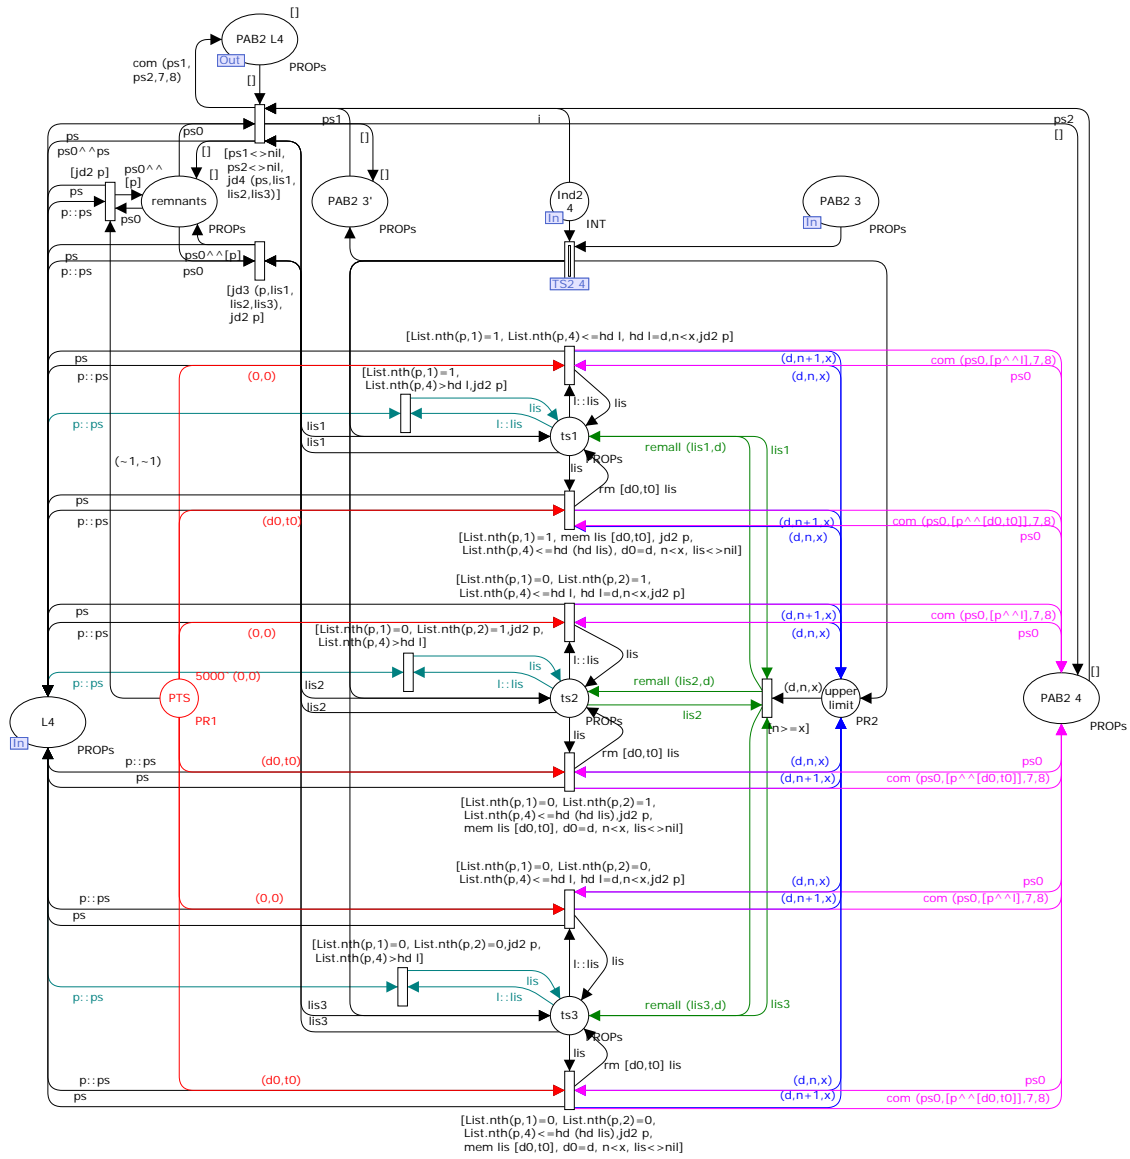 []
PAB2 L4
Out
PROPs
com (ps1,
ps2,7,8)
[]
ps1
i
ps2
[]
ps
ps0
[]
ps0^^ps
[]
[ps1<>nil,
ps2<>nil,
jd4 (ps,lis1,
lis2,lis3)]
[jd2 p]
ps0^^
[p]
[]
[]
ps
p::ps
ps0
remnants
PROPs
PAB2 3'
PROPs
Ind2
4
In
INT
PAB2 3
In
PROPs
ps
ps0^^[p]
p::ps
ps0
TS2 4
[jd3 (p,lis1,
lis2,lis3),
jd2 p]
[List.nth(p,1)=1, List.nth(p,4)<=hd l, hd l=d,n<x,jd2 p]
ps
(d,n+1,x)
com (ps0,[p^^l],7,8)
p::ps
(0,0)
[List.nth(p,1)=1,
List.nth(p,4)>hd l,jd2 p]
(d,n,x)
ps0
l::lis
lis
lis
p::ps
l::lis
lis1
ts1
remall (lis1,d)
lis1
lis1
PROPs
(~1,~1)
lis
rm [d0,t0] lis
ps
p::ps
(d0,t0)
(d,n+1,x)
com (ps0,[p^^[d0,t0]],7,8)
[List.nth(p,1)=1, mem lis [d0,t0], jd2 p,
List.nth(p,4)<=hd (hd lis), d0=d, n<x, lis<>nil]
(d,n,x)
ps0
[List.nth(p,1)=0, List.nth(p,2)=1,
List.nth(p,4)<=hd l, hd l=d,n<x,jd2 p]
ps
(d,n+1,x)
com (ps0,[p^^l],7,8)
p::ps
(0,0)
[List.nth(p,1)=0, List.nth(p,2)=1,jd2 p,
List.nth(p,4)>hd l]
(d,n,x)
ps0
lis
l::lis
lis
p::ps
5000`(0,0)
l::lis
remall (lis2,d)
(d,n,x)
[]
PTS
PR1
lis2
lis2
ts2
PROPs
lis2
upper
limit
PR2
[n>=x]
PAB2 4
PROPs
L4
In
PROPs
lis
rm [d0,t0] lis
p::ps
(d0,t0)
(d,n,x)
ps0
ps
(d,n+1,x)
com (ps0,[p^^[d0,t0]],7,8)
[List.nth(p,1)=0, List.nth(p,2)=1,
List.nth(p,4)<=hd (hd lis),jd2 p,
mem lis [d0,t0], d0=d, n<x, lis<>nil]
[List.nth(p,1)=0, List.nth(p,2)=0,
List.nth(p,4)<=hd l, hd l=d,n<x,jd2 p]
(d,n,x)
ps0
p::ps
(0,0)
(d,n+1,x)
com (ps0,[p^^l],7,8)
ps
[List.nth(p,1)=0, List.nth(p,2)=0,jd2 p,
List.nth(p,4)>hd l]
l::lis
lis
lis
p::ps
l::lis
lis3
ts3
remall (lis3,d)
lis3
lis3
PROPs
lis
rm [d0,t0] lis
p::ps
(d0,t0)
(d,n,x)
ps0
ps
(d,n+1,x)
com (ps0,[p^^[d0,t0]],7,8)
[List.nth(p,1)=0, List.nth(p,2)=0,
List.nth(p,4)<=hd (hd lis),jd2 p,
mem lis [d0,t0], d0=d, n<x, lis<>nil]